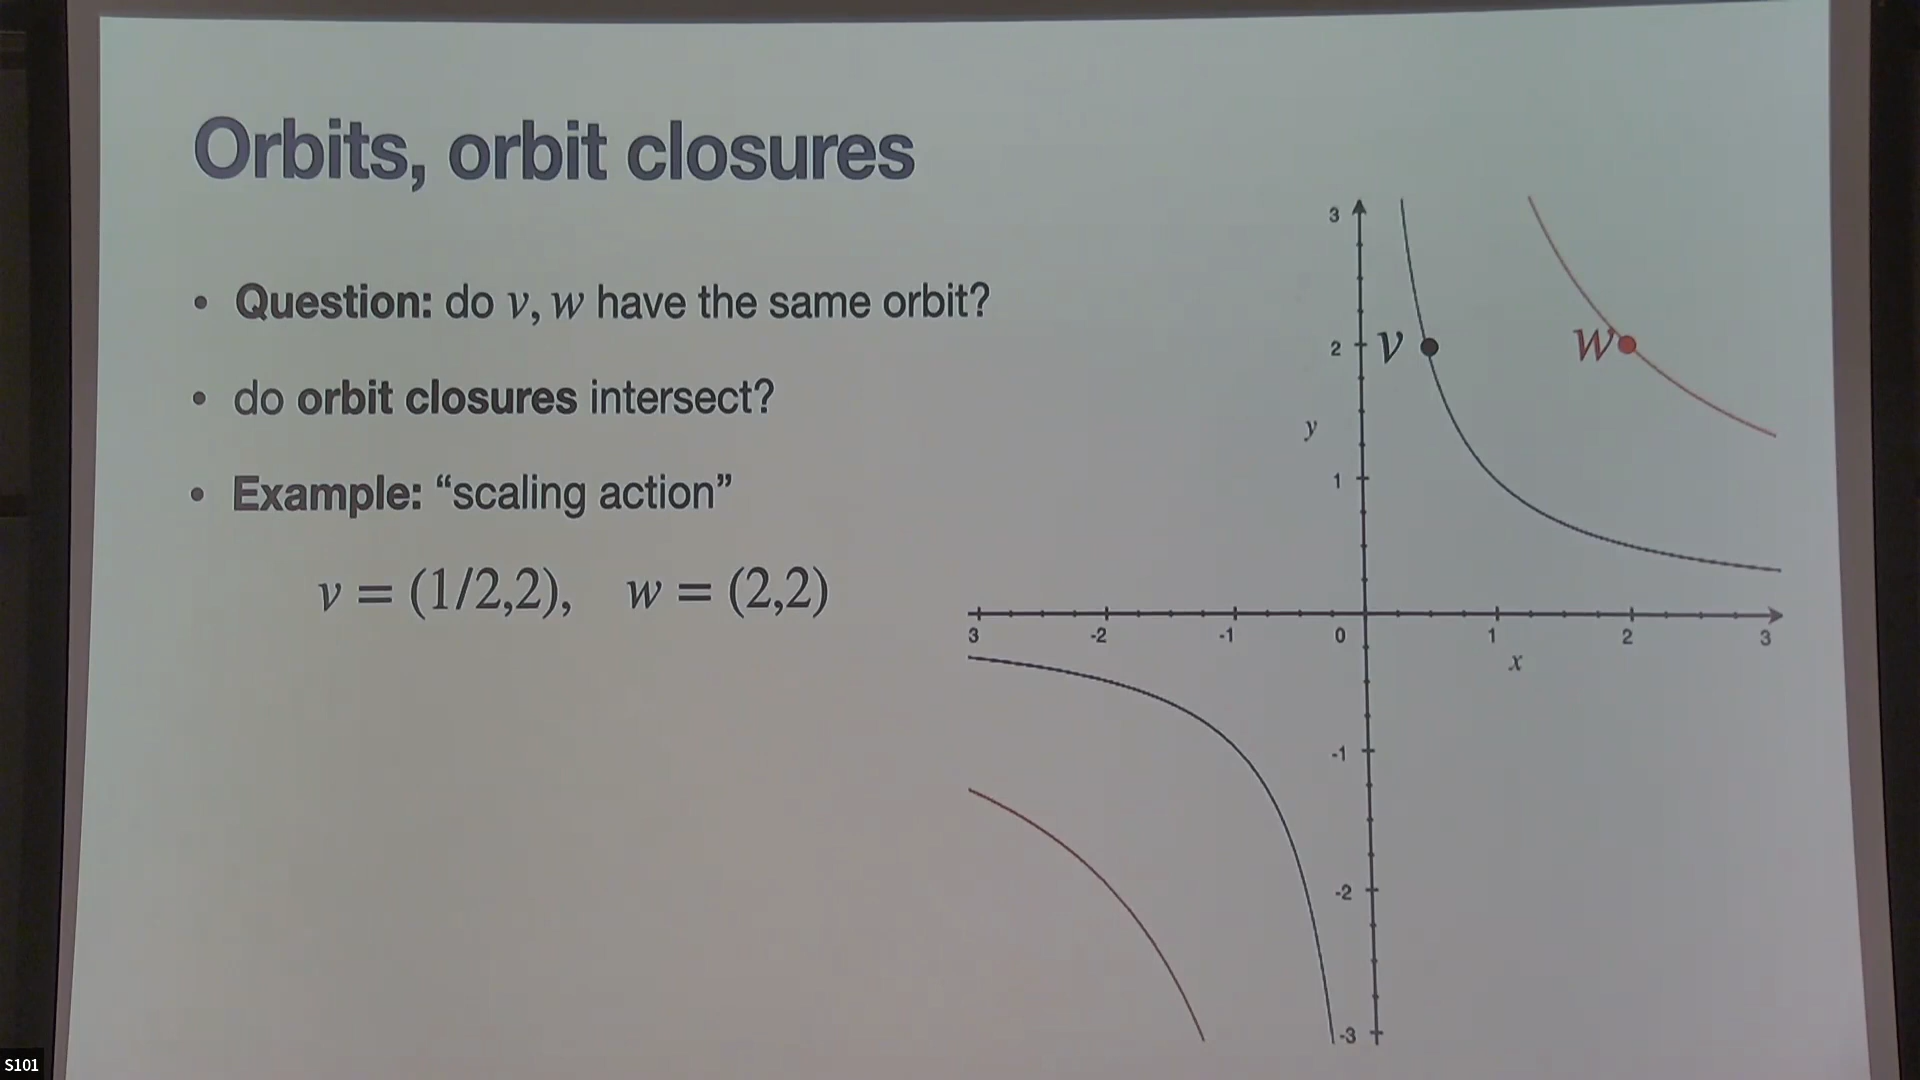 Orbits, orbit closures
• Question: do v, w have the same orbit?
• do orbit closures intersect?
• Example: “scaling action”
v = (1/2,2), w = (2,2)
3
2
v
w
y
1
3
-2
-1
0
1
2
3
x
-1
-2
-3
S101